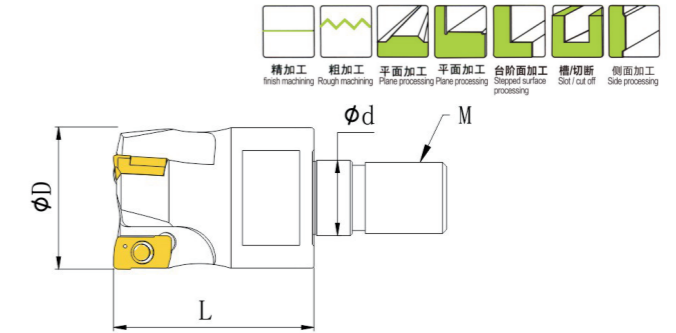 精加工
finish machining
粗加工
Rough machining
平面加工
Plane processing
平面加工
Plane processing
台阶面加工
Stepped surface
processing
槽/切断
Slot / cut off
侧面加工
Side processing
ϕd
M
ϕD
L